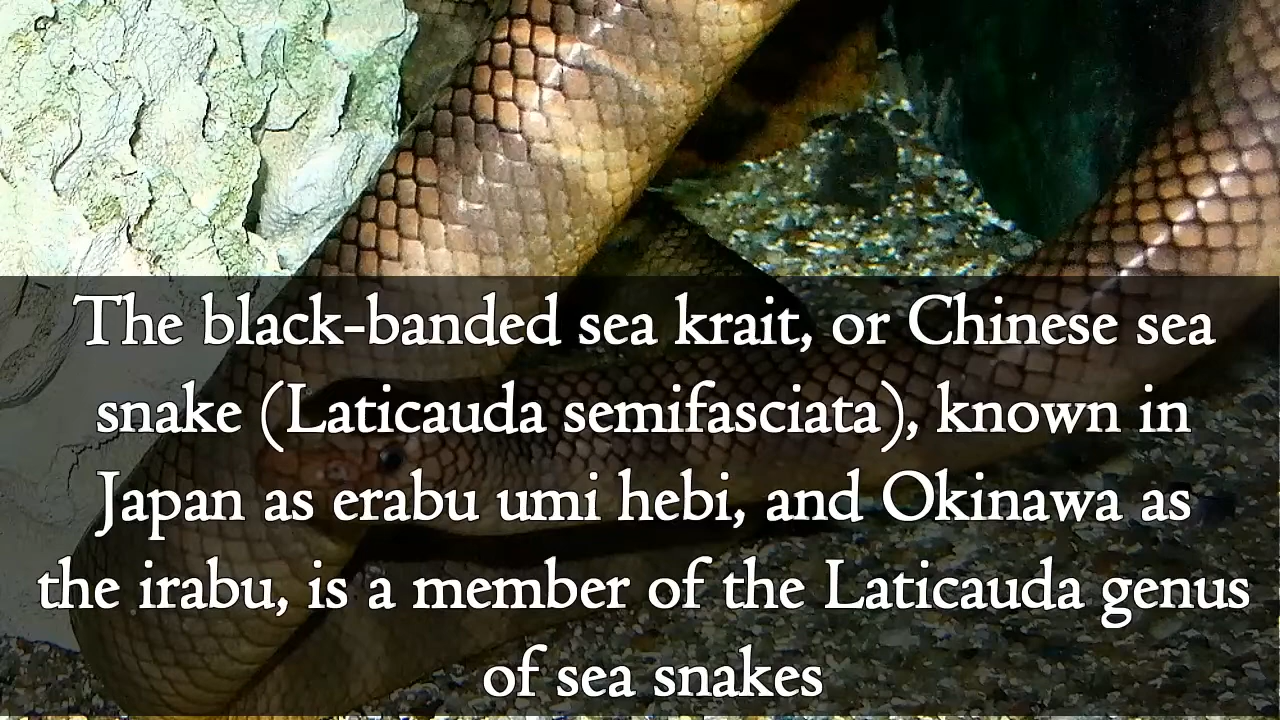 The black-banded sea krait, or Chinese sea
snake (Laticauda semifasciata), known in
Japan as erabu umi hebi, and Okinawa as
the irabu, is a member of the Laticauda genus
of sea snakes